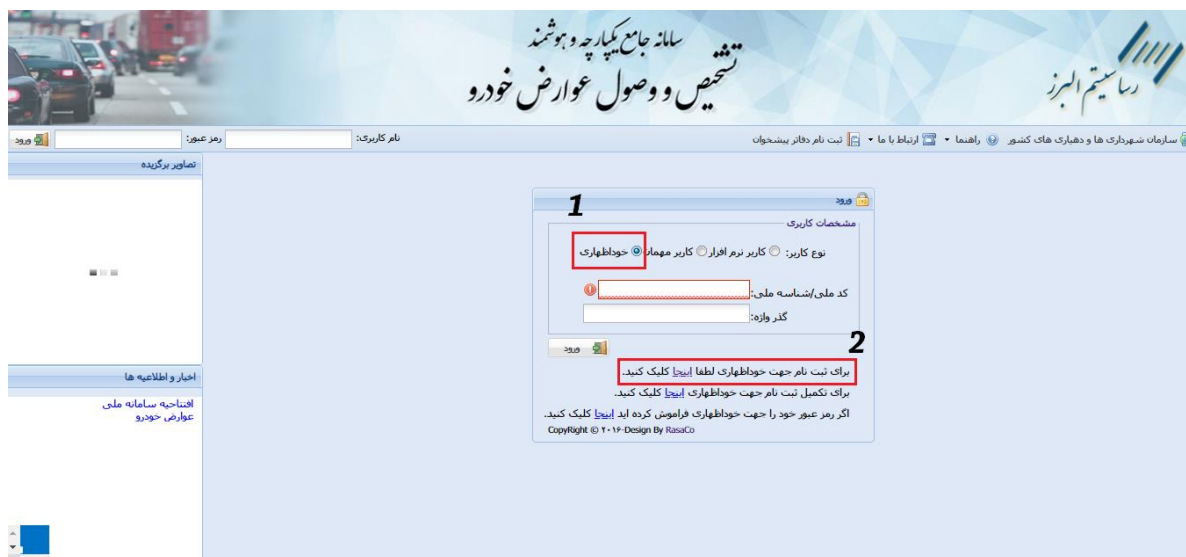 سامانه جامع یکپارچه و هوشمند
تشخیص و وصول عوارض خودرو
رسا سیستم البرز
سازمان شهرداری ها و دهیاری های کشور راهنما ارتباط با ما ثبت نام دفاتر پیشخوان نام کاربری: رمز عبور: ورود
تصاویر برگزیده
ورود
1
مشخصات کاربری
نوع کاربر: کاربر نرم افزار کاربر مهمان خوداظهاری
کد ملی/شناسه ملی:
گذر واژه:
ورود
2
برای ثبت نام جهت خوداظهاری لطفا اینجا کلیک کنید.
برای تکمیل ثبت نام جهت خوداظهاری اینجا کلیک کنید.
اگر رمز عبور خود را جهت خوداظهاری فراموش کرده اید اینجا کلیک کنید.
CopyRight © ۲۰۱۶-Design By RasaCo
اخبار و اطلاعیه ها
افتتاحیه سامانه ملی
عوارض خودرو